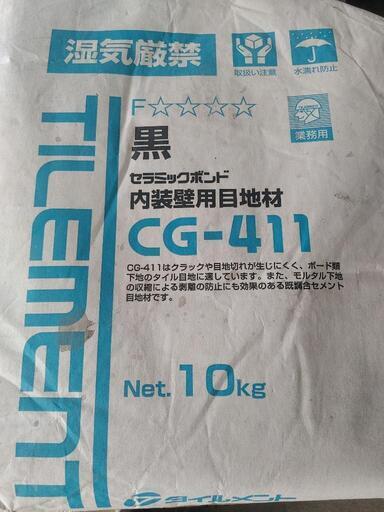 湿気厳禁
取扱い注意
水濡れ防止
F☆☆☆☆
業務用
黒
セラミックボンド
内装壁用目地材
CG-411
CG-411はクラックや目地切れが生じにくく、ボード類
下地のタイル目地に適しています。また、モルタル下地
の収縮による剥離の防止にも効果のある既調合セメント
目地材です。
Net. 10kg
TILEMENT
タイルメント